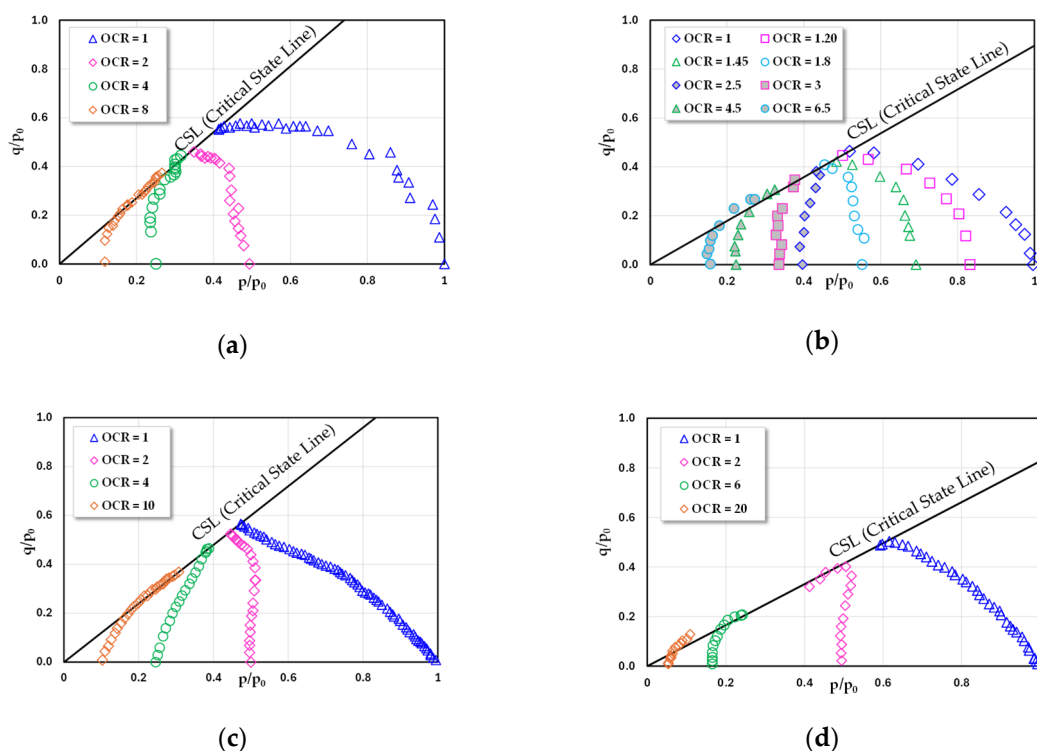 1.0
0.8
0.6
0.4
0.2
0.0
q/p₀
OCR = 1
OCR = 2
OCR = 4
OCR = 8
CSL (Critical State Line)
0 0.2 0.4 0.6 0.8 1
p/p₀
(a)
1.0
0.8
0.6
0.4
0.2
0.0
q/p₀
OCR = 1 OCR = 1.20
OCR = 1.45 OCR = 1.8
OCR = 2.5 OCR = 3
OCR = 4.5 OCR = 6.5
CSL (Critical State Line)
0 0.2 0.4 0.6 0.8 1
p/p₀
(b)
1.0
0.8
0.6
0.4
0.2
0.0
q/p₀
OCR = 1
OCR = 2
OCR = 4
OCR = 10
CSL (Critical State Line)
0 0.2 0.4 0.6 0.8 1
p/p₀
(c)
1.0
0.8
0.6
0.4
0.2
0.0
q/p₀
OCR = 1
OCR = 2
OCR = 6
OCR = 20
CSL (Critical State Line)
0 0.2 0.4 0.6 0.8 1
p/p₀
(d)